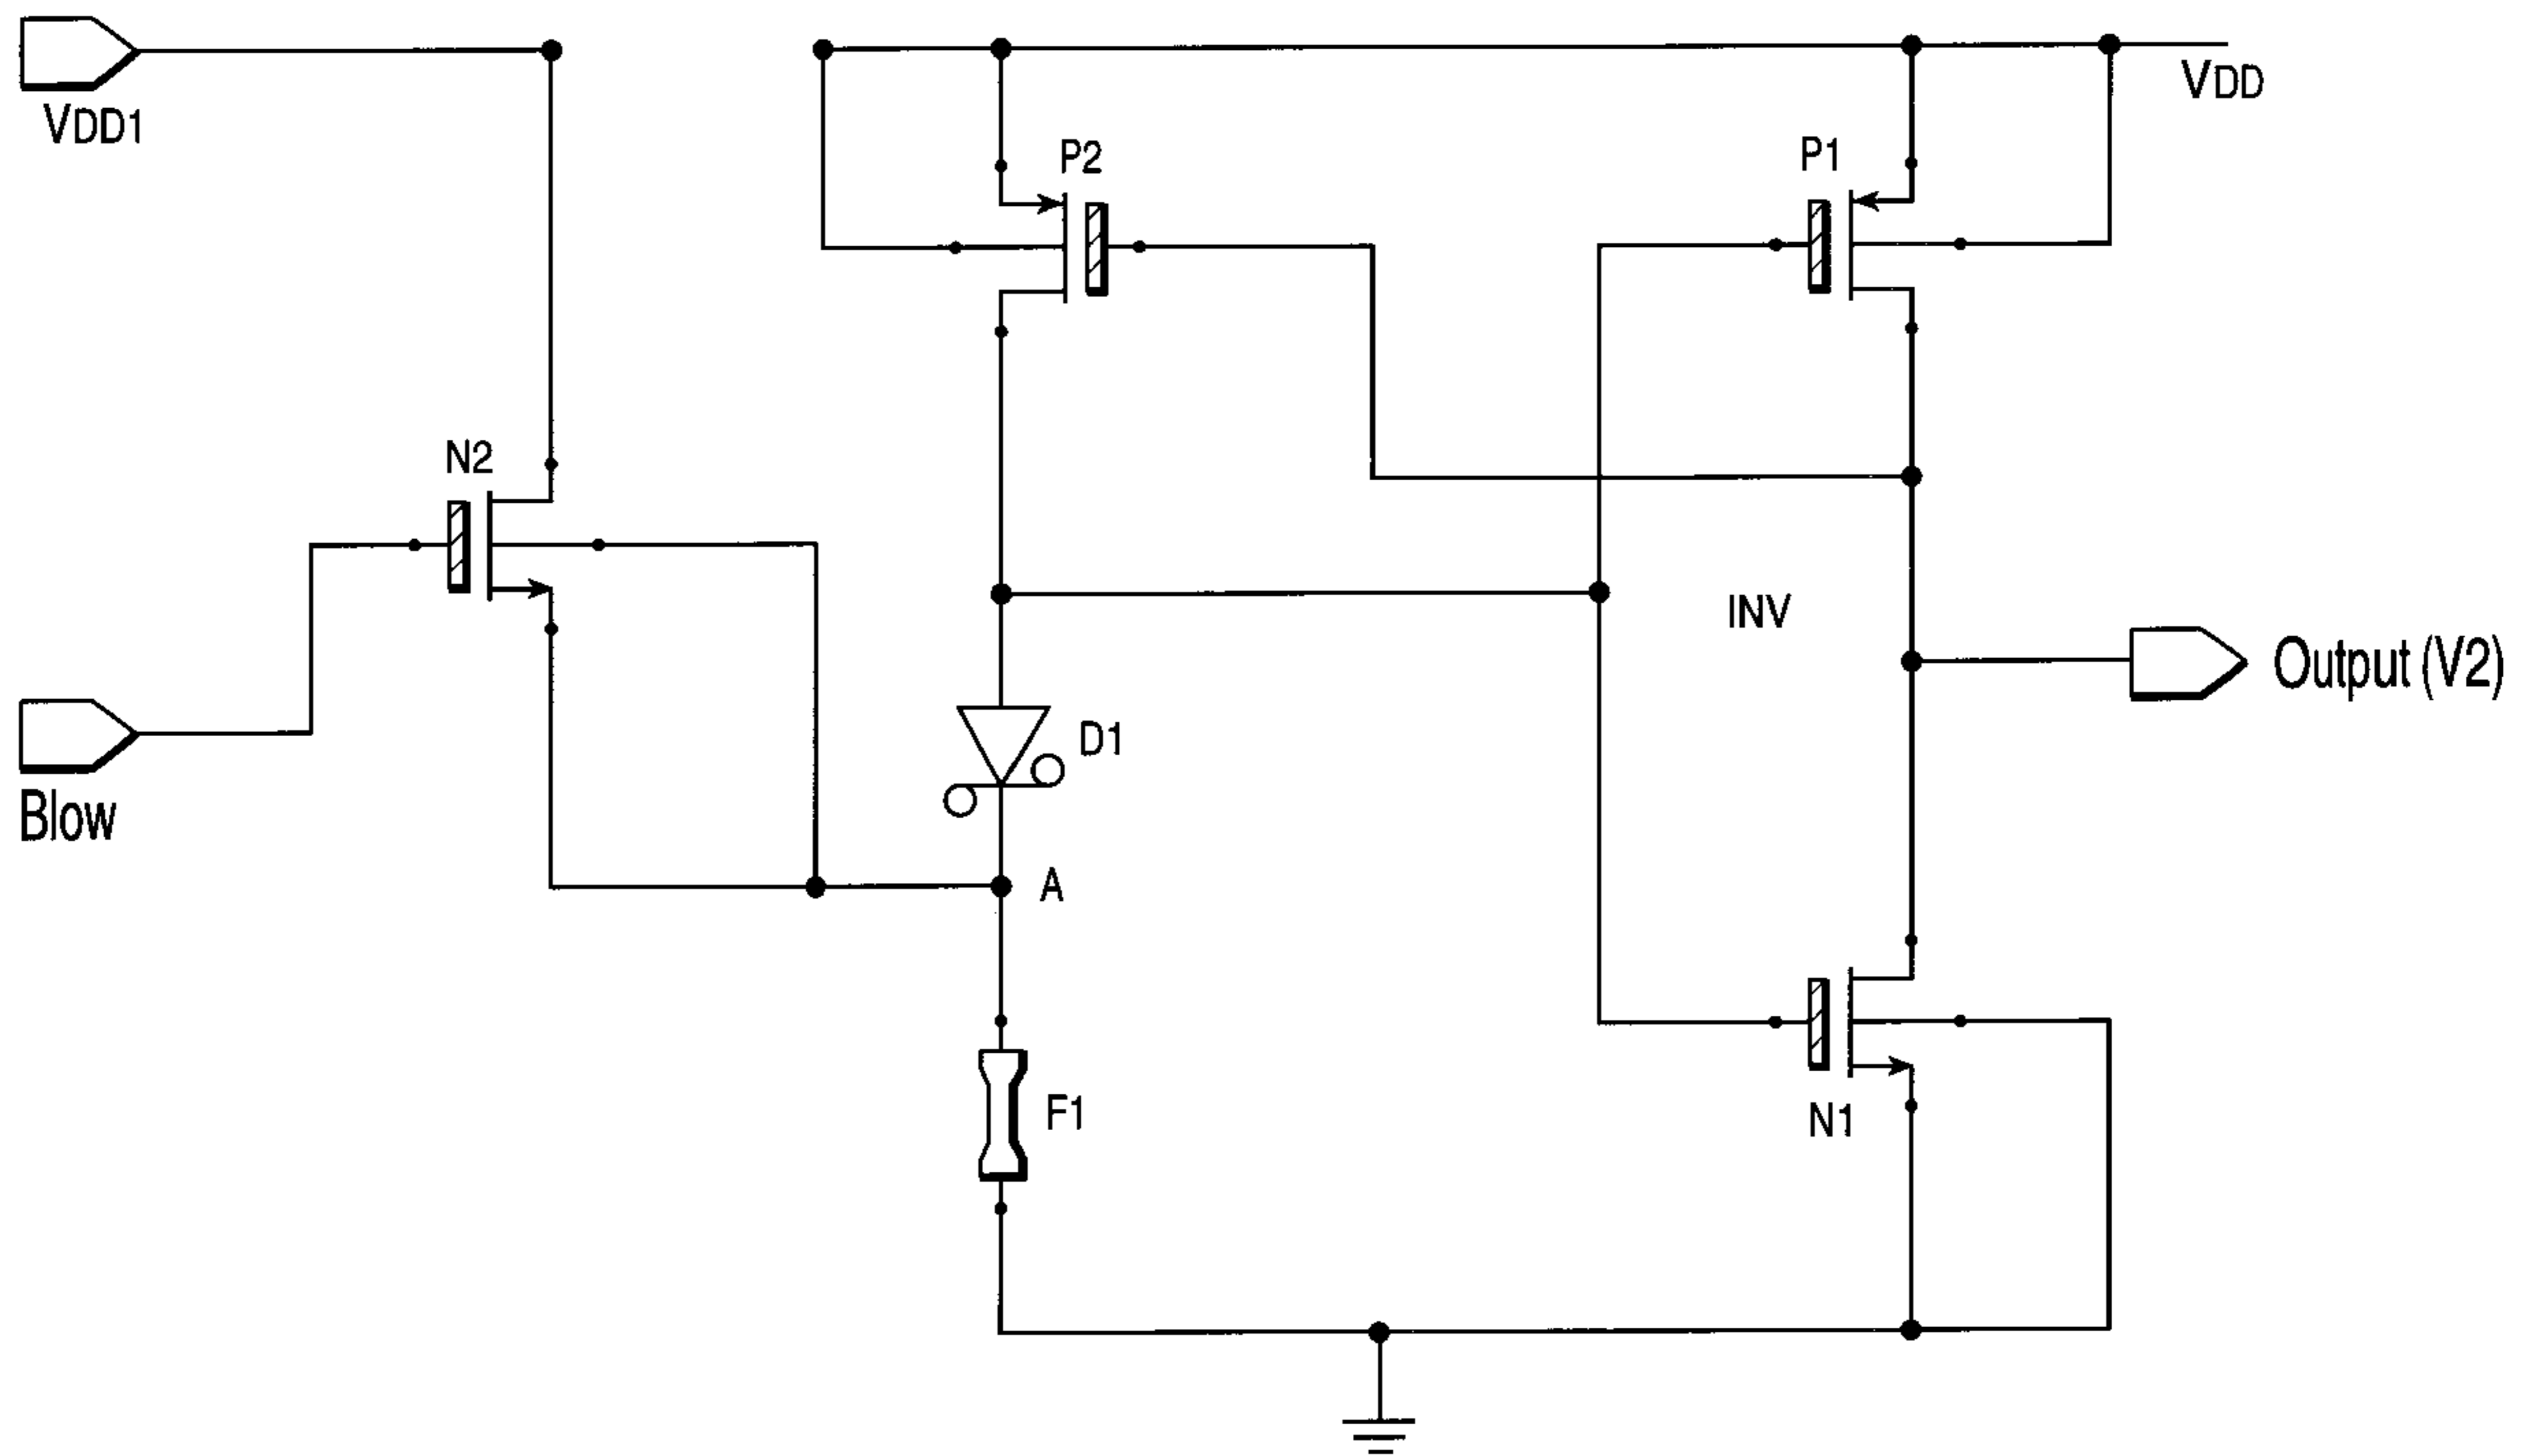 VDD1
VDD
P2
P1
N2
INV
Output (V2)
D1
Blow
A
F1
N1